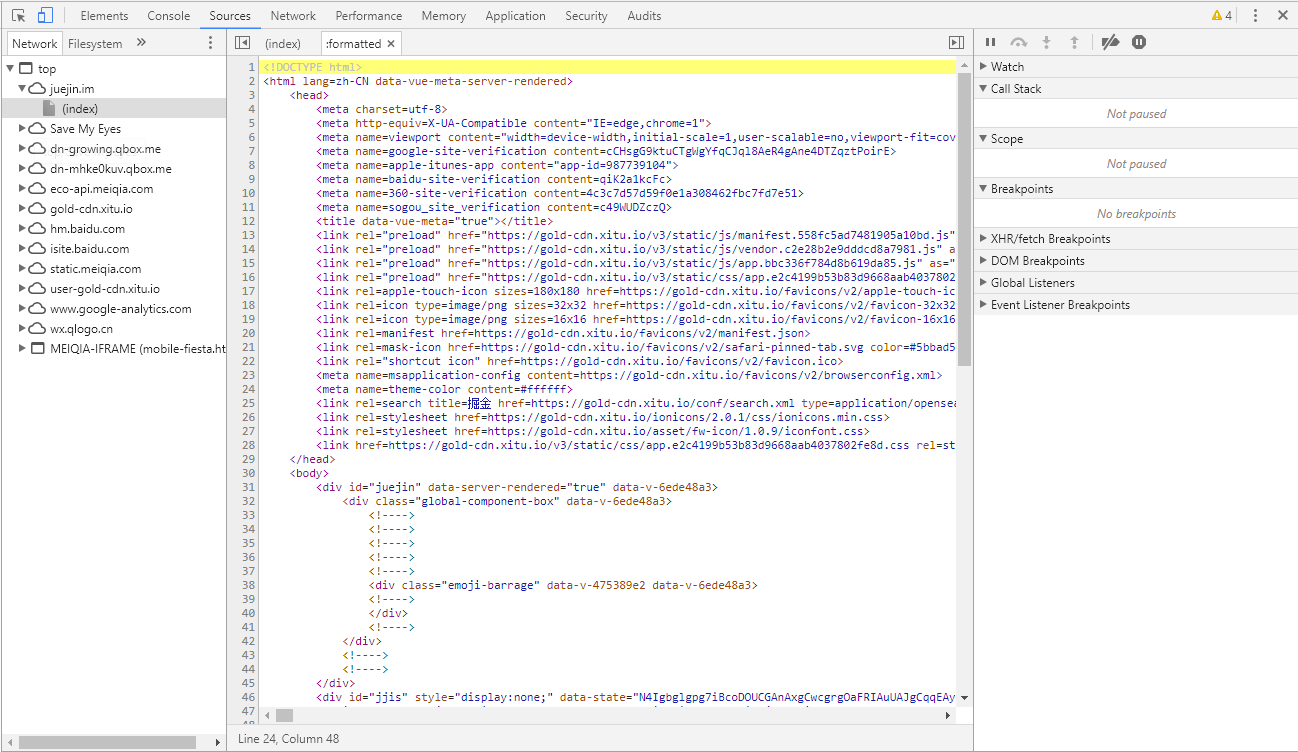 Elements Console Sources Network Performance Memory Application Security Audits 4
Network Filesystem
(index) :formatted
top
juejin.im
(index)
Save My Eyes
dn-growing.qbox.me
dn-mhke0kuv.qbox.me
eco-api.meiqia.com
gold-cdn.xitu.io
hm.baidu.com
isite.baidu.com
static.meiqia.com
user-gold-cdn.xitu.io
www.google-analytics.com
wx.qlogo.cn
MEIQIA-IFRAME (mobile-fiesta.ht
1 <!DOCTYPE html>
2 <html lang=zh-CN data-vue-meta-server-rendered>
3 <head>
4 <meta charset=utf-8>
5 <meta http-equiv=X-UA-Compatible content="IE=edge,chrome=1">
6 <meta name=viewport content="width=device-width,initial-scale=1,user-scalable=no,viewport-fit=cov
7 <meta name=google-site-verification content=cCHsgG9ktuCTgWgYfqCJql8AeR4gAne4DTZqztPoirE>
8 <meta name=apple-itunes-app content="app-id=987739104">
9 <meta name=baidu-site-verification content=qiK2a1kcFc>
10 <meta name=360-site-verification content=4c3c7d57d59f0e1a308462fbc7fd7e51>
11 <meta name=sogou_site_verification content=c49WUDZczQ>
12 <title data-vue-meta="true"></title>
13 <link rel="preload" href="https://gold-cdn.xitu.io/v3/static/js/manifest.558fc5ad7481905a10bd.js"
14 <link rel="preload" href="https://gold-cdn.xitu.io/v3/static/js/vendor.c2e28b2e9dddcd8a7981.js" a
15 <link rel="preload" href="https://gold-cdn.xitu.io/v3/static/js/app.bbc336f784d8b619da85.js" as="
16 <link rel="preload" href="https://gold-cdn.xitu.io/v3/static/css/app.e2c4199b53b83d9668aab4037802
17 <link rel=apple-touch-icon sizes=180x180 href=https://gold-cdn.xitu.io/favicons/v2/apple-touch-ic
18 <link rel=icon type=image/png sizes=32x32 href=https://gold-cdn.xitu.io/favicons/v2/favicon-32x32
19 <link rel=icon type=image/png sizes=16x16 href=https://gold-cdn.xitu.io/favicons/v2/favicon-16x16
20 <link rel=manifest href=https://gold-cdn.xitu.io/favicons/v2/manifest.json>
21 <link rel=mask-icon href=https://gold-cdn.xitu.io/favicons/v2/safari-pinned-tab.svg color=#5bbad5
22 <link rel="shortcut icon" href=https://gold-cdn.xitu.io/favicons/v2/favicon.ico>
23 <meta name=msapplication-config content=https://gold-cdn.xitu.io/favicons/v2/browserconfig.xml>
24 <meta name=theme-color content=#ffffff>
25 <link rel=search title=掘金 href=https://gold-cdn.xitu.io/conf/search.xml type=application/opensea
26 <link rel=stylesheet href=https://gold-cdn.xitu.io/ionicons/2.0.1/css/ionicons.min.css>
27 <link rel=stylesheet href=https://gold-cdn.xitu.io/asset/fw-icon/1.0.9/iconfont.css>
28 <link href=https://gold-cdn.xitu.io/v3/static/css/app.e2c4199b53b83d9668aab4037802fe8d.css rel=st
29 </head>
30 <body>
31 <div id="juejin" data-server-rendered="true" data-v-6ede48a3>
32 <div class="global-component-box" data-v-6ede48a3>
33 <!---->
34 <!---->
35 <!---->
36 <!---->
37 <!---->
38 <div class="emoji-barrage" data-v-475389e2 data-v-6ede48a3>
39 <!---->
40 </div>
41 <!---->
42 </div>
43 <!---->
44 <!---->
45 </div>
46 <div id="jjis" style="display:none;" data-state="N4IgbglgpgiBcoDOUCGAnAxgCwcgrgOaFRIAuUAJgCqqEAy
47
Line 24, Column 48
Watch
Call Stack
Not paused
Scope
Not paused
Breakpoints
No breakpoints
XHR/fetch Breakpoints
DOM Breakpoints
Global Listeners
Event Listener Breakpoints